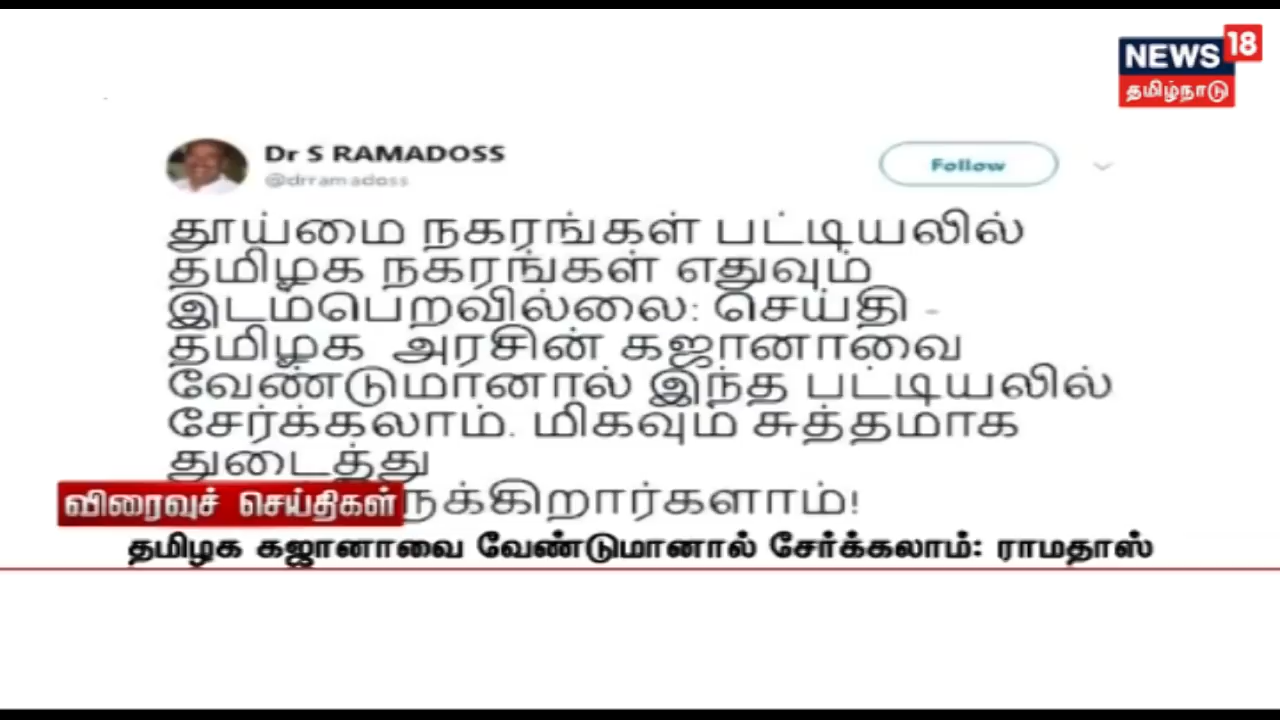 NEWS 18
தமிழ்நாடு
Dr S RAMADOSS
@drramadoss
Follow
தூய்மை நகரங்கள் பட்டியலில்
தமிழக நகரங்கள் எதுவும்
இடம்பெறவில்லை: செய்தி -
தமிழக அரசின் கஜானாவை
வேண்டுமானால் இந்த பட்டியலில்
சேர்க்கலாம். மிகவும் சுத்தமாக
துடைத்து
ருக்கிறார்களாம்!
விரைவுச் செய்திகள்
தமிழக கஜானாவை வேண்டுமானால் சேர்க்கலாம்: ராமதாஸ்